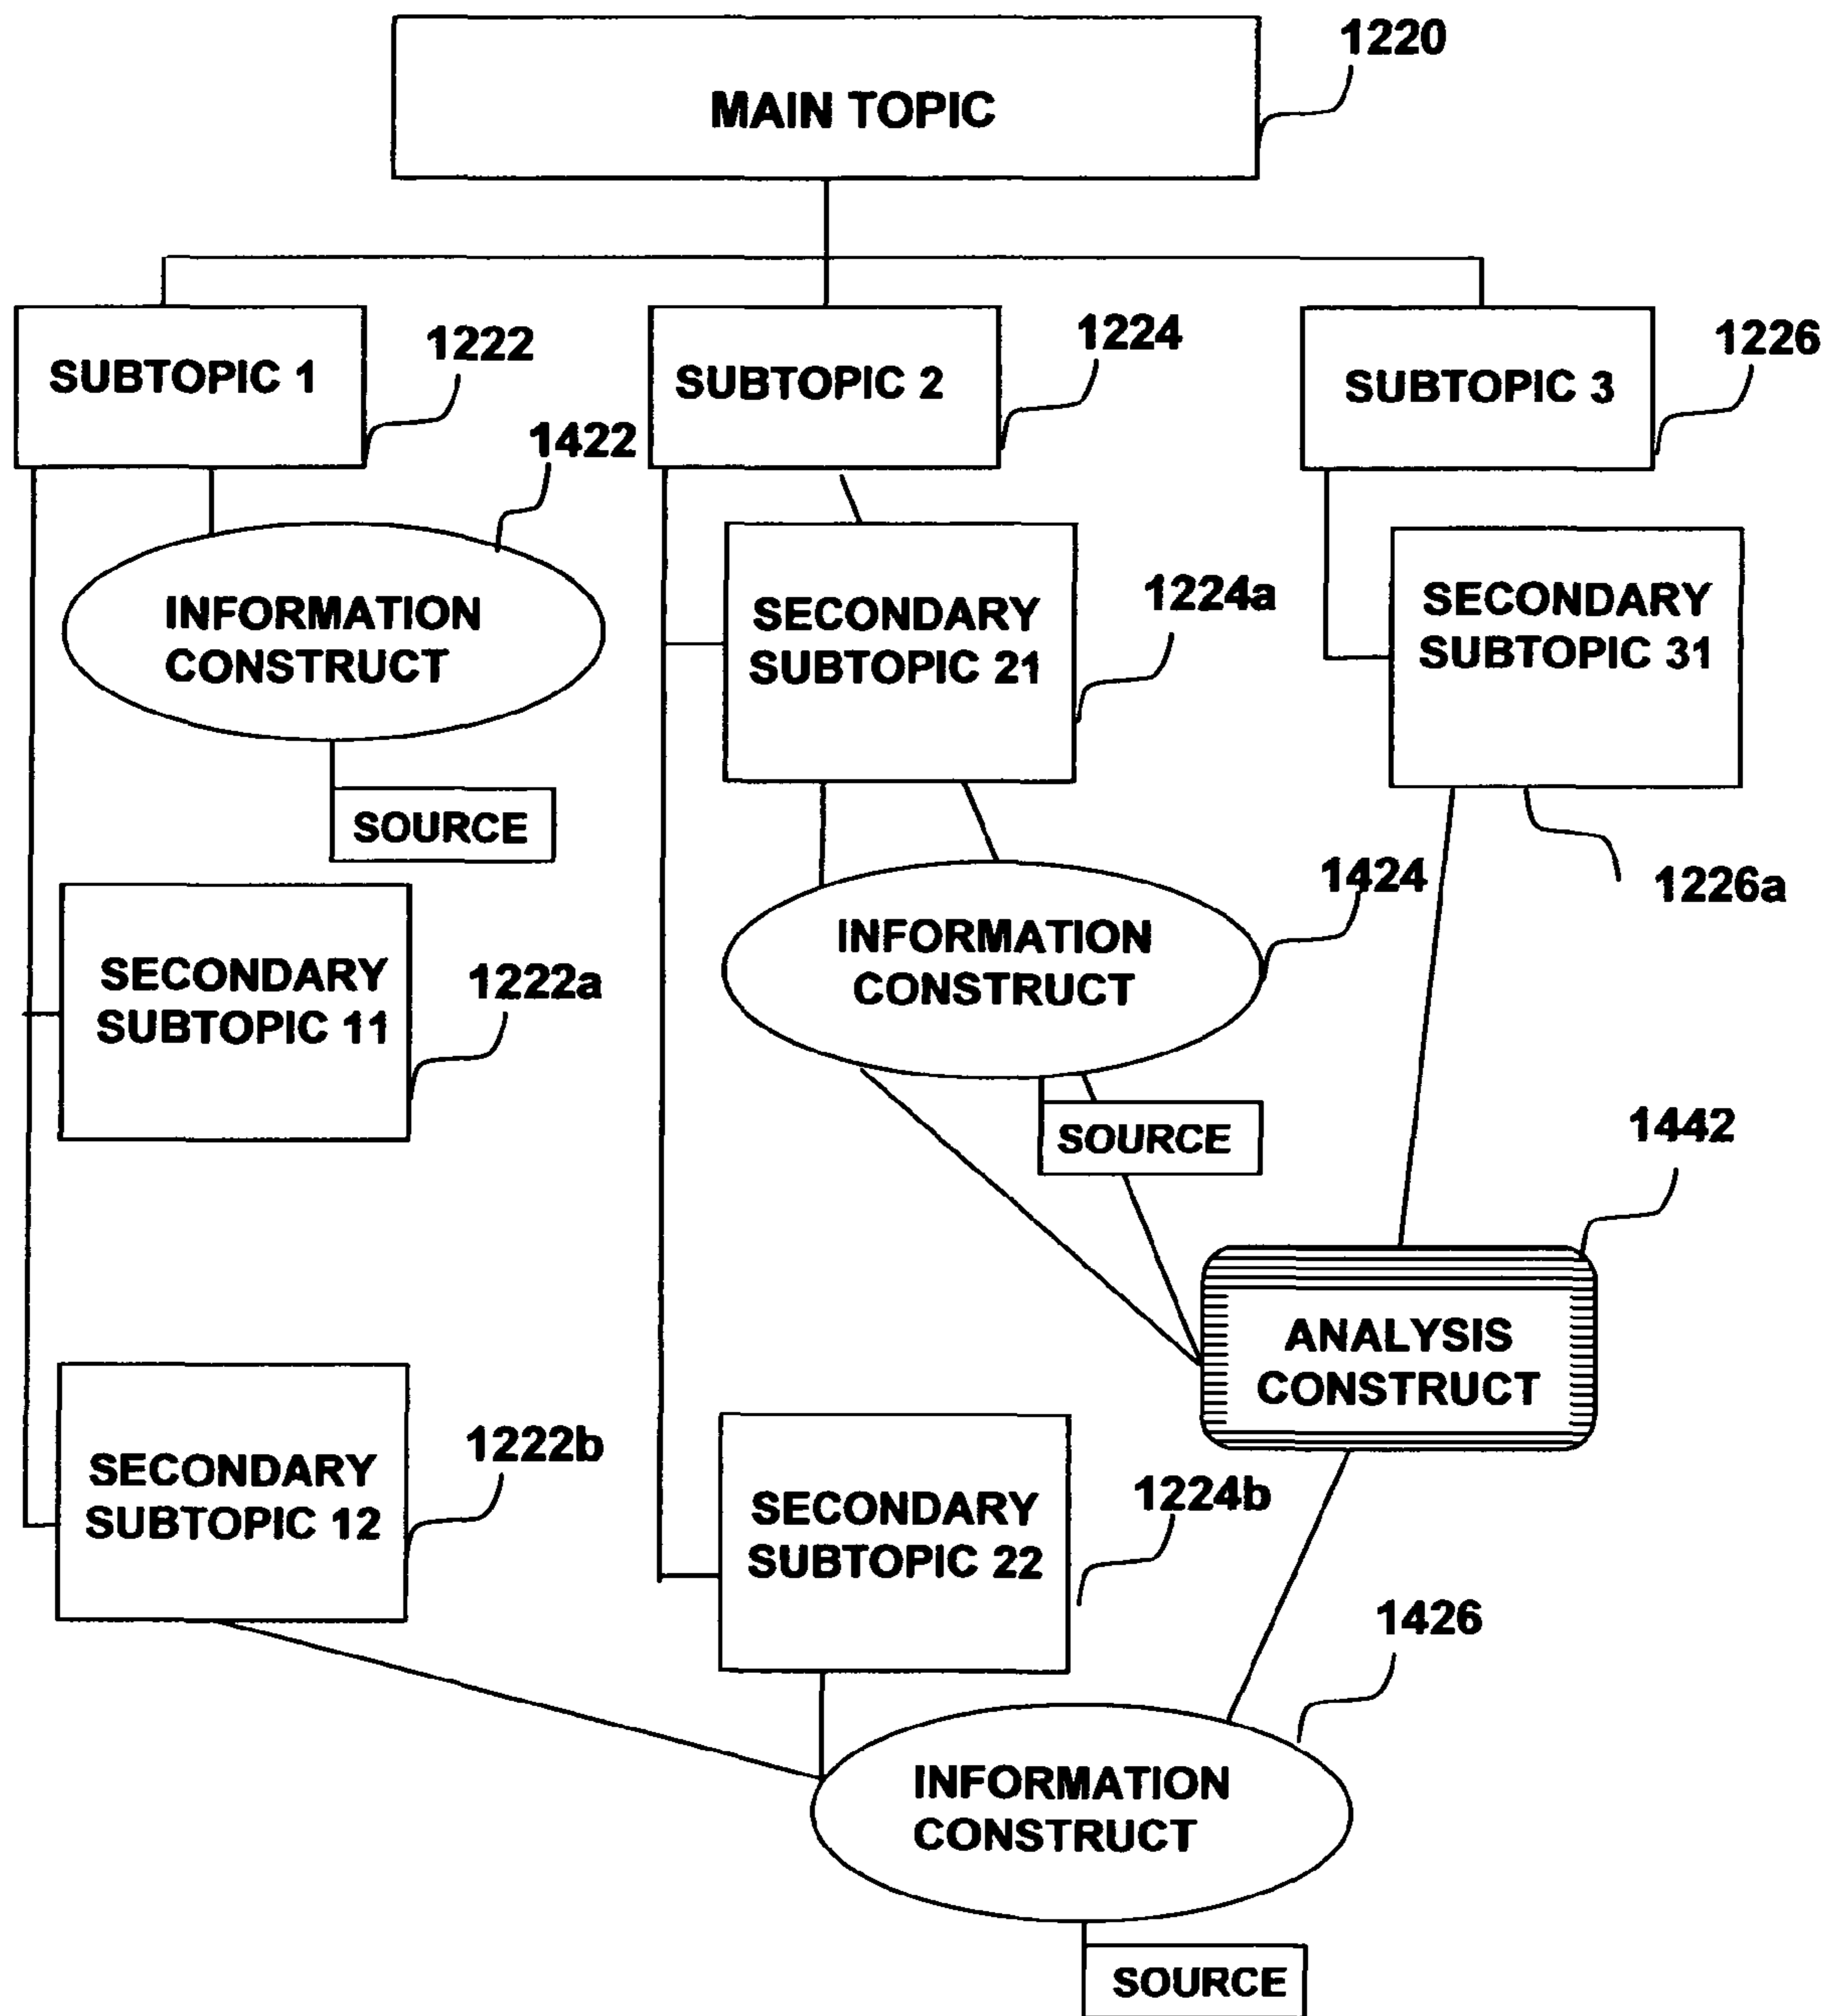 1220
MAIN TOPIC
SUBTOPIC 1
1222
SUBTOPIC 2
1224
SUBTOPIC 3
1226
1422
INFORMATION
CONSTRUCT
SOURCE
SECONDARY
SUBTOPIC 21
1224a
SECONDARY
SUBTOPIC 31
1226a
INFORMATION
CONSTRUCT
1424
SOURCE
SECONDARY
SUBTOPIC 11
1222a
1442
ANALYSIS
CONSTRUCT
SECONDARY
SUBTOPIC 12
1222b
SECONDARY
SUBTOPIC 22
1224b
1426
INFORMATION
CONSTRUCT
SOURCE